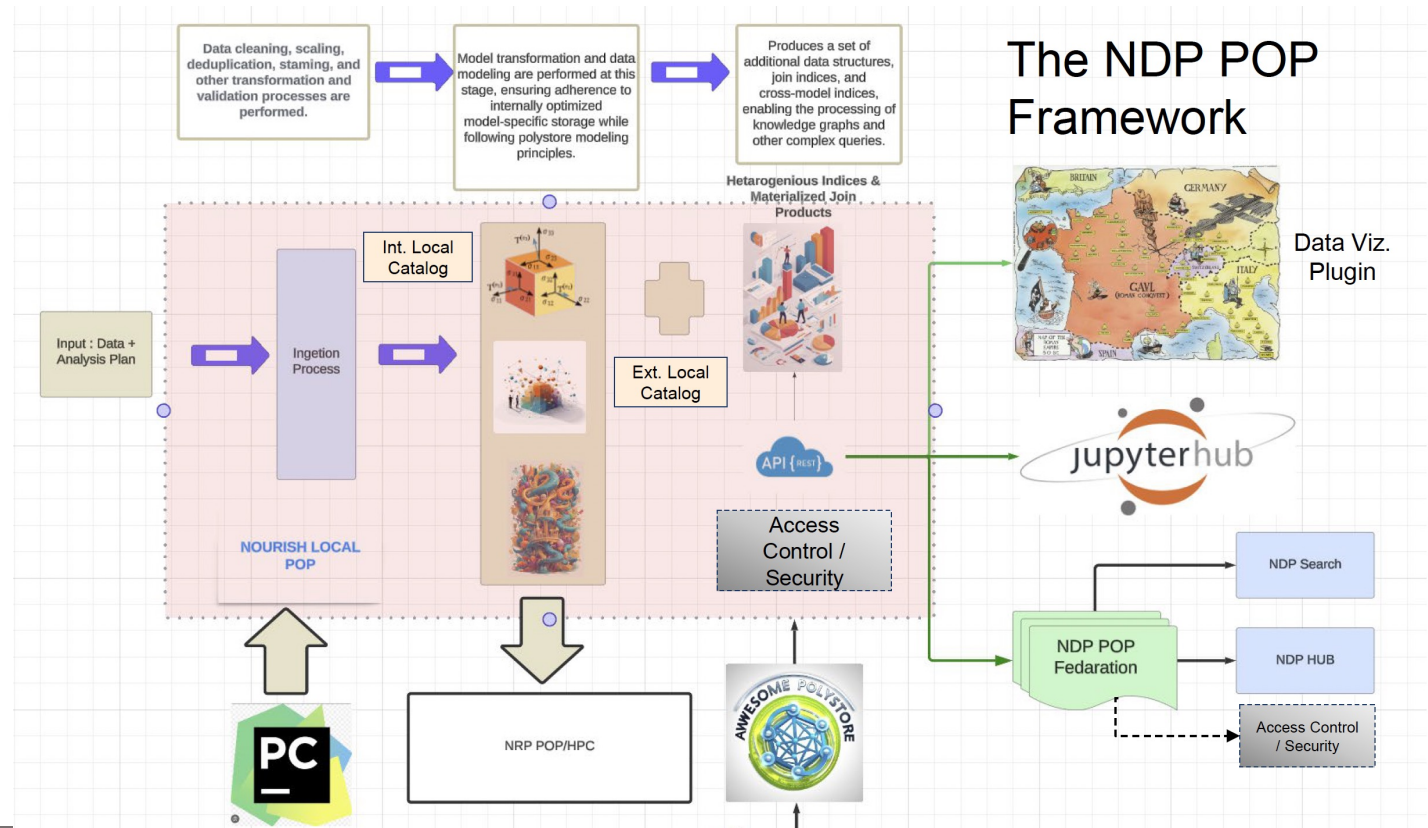 Data cleaning, scaling,
deduplication, staming, and
other transformation and
validation processes are
performed.
Model transformation and data
modeling are performed at this
stage, ensuring adherence to
internally optimized
model-specific storage while
following polystore modeling
principles.
Produces a set of
additional data structures,
join indices, and
cross-model indices,
enabling the processing of
knowledge graphs and
other complex queries.
The NDP POP
Framework
Hetarogenious Indices &
Materialized Join
Products
Int. Local
Catalog
Input : Data +
Analysis Plan
Ingetion
Process
Ext. Local
Catalog
API {REST}
Access
Control /
Security
NOURISH LOCAL
POP
BRITAIN
GERMANY
GAVL
(ROMAN CONQUEST)
ITALY
SPAIN
Data Viz.
Plugin
jupyterhub
NDP Search
NDP POP
Fedaration
NDP HUB
Access Control
/ Security
PC
NRP POP/HPC
AWESOME POLYSTORE